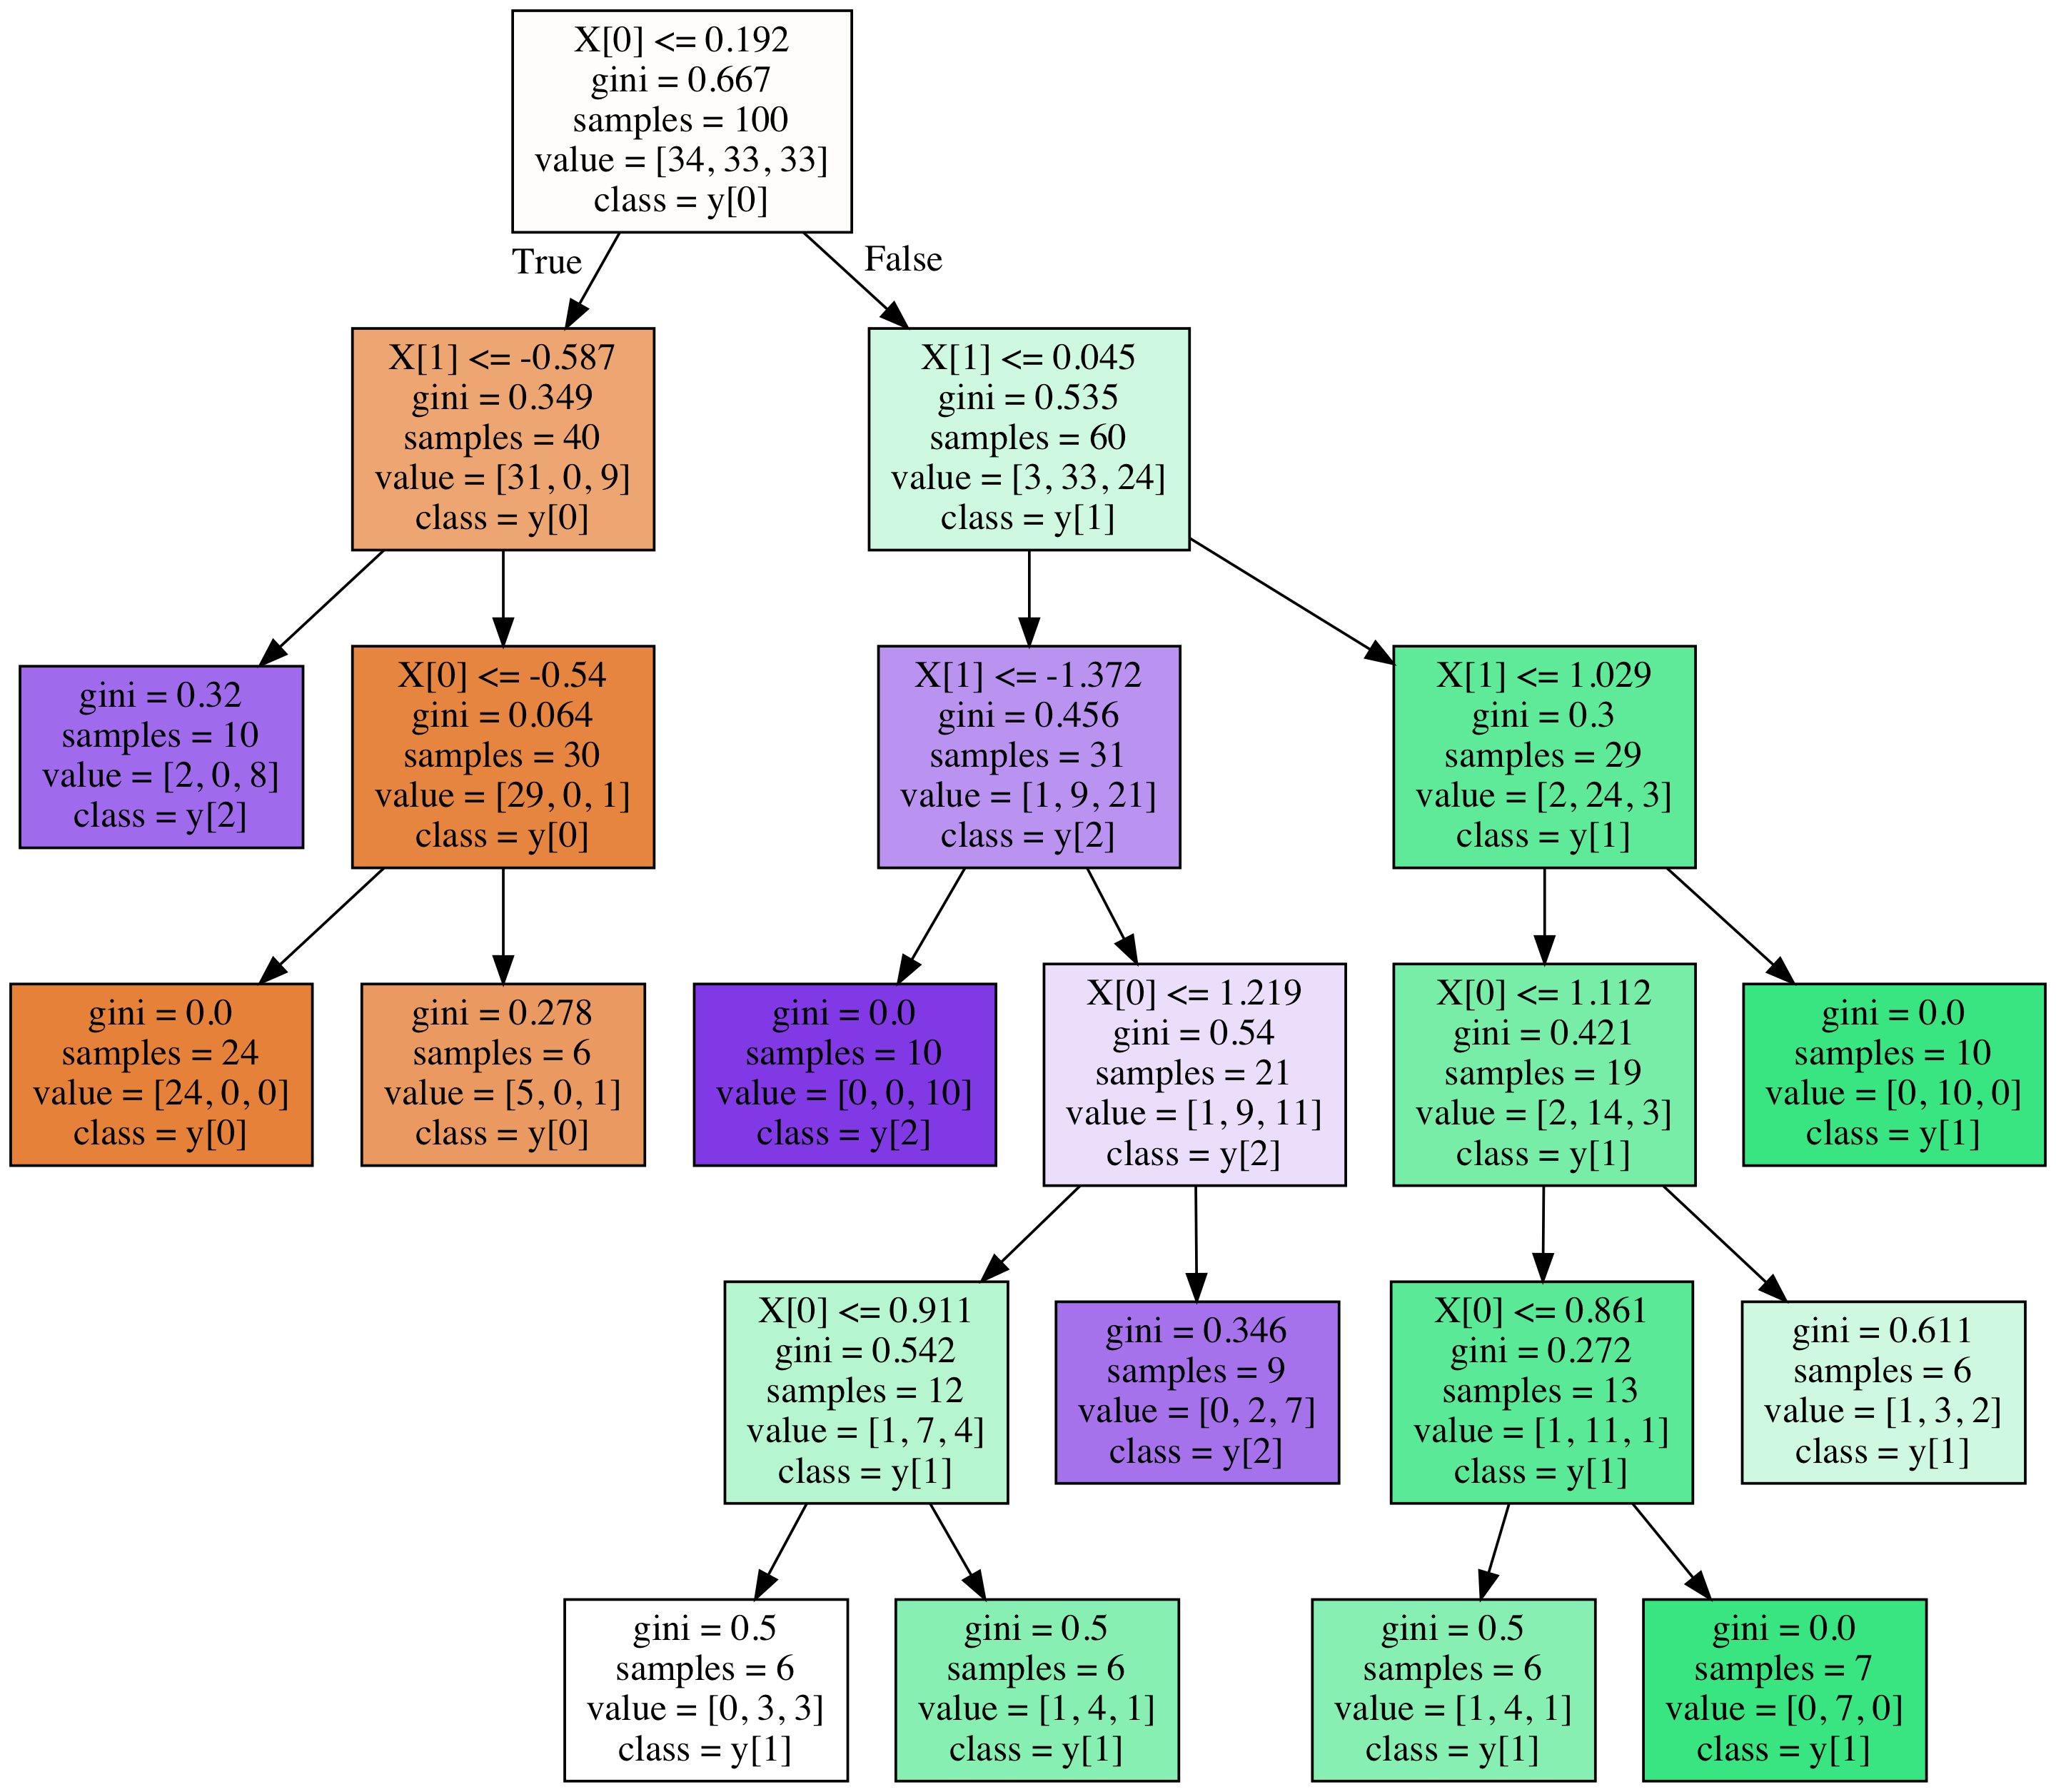 X[0] <= 0.192
gini = 0.667
samples = 100
value = [34, 33, 33]
class = y[0]
True
False
X[1] <= -0.587
gini = 0.349
samples = 40
value = [31, 0, 9]
class = y[0]
X[1] <= 0.045
gini = 0.535
samples = 60
value = [3, 33, 24]
class = y[1]
gini = 0.32
samples = 10
value = [2, 0, 8]
class = y[2]
X[0] <= -0.54
gini = 0.064
samples = 30
value = [29, 0, 1]
class = y[0]
X[1] <= -1.372
gini = 0.456
samples = 31
value = [1, 9, 21]
class = y[2]
X[1] <= 1.029
gini = 0.3
samples = 29
value = [2, 24, 3]
class = y[1]
gini = 0.0
samples = 24
value = [24, 0, 0]
class = y[0]
gini = 0.278
samples = 6
value = [5, 0, 1]
class = y[0]
gini = 0.0
samples = 10
value = [0, 0, 10]
class = y[2]
X[0] <= 1.219
gini = 0.54
samples = 21
value = [1, 9, 11]
class = y[2]
X[0] <= 1.112
gini = 0.421
samples = 19
value = [2, 14, 3]
class = y[1]
gini = 0.0
samples = 10
value = [0, 10, 0]
class = y[1]
X[0] <= 0.911
gini = 0.542
samples = 12
value = [1, 7, 4]
class = y[1]
gini = 0.346
samples = 9
value = [0, 2, 7]
class = y[2]
X[0] <= 0.861
gini = 0.272
samples = 13
value = [1, 11, 1]
class = y[1]
gini = 0.611
samples = 6
value = [1, 3, 2]
class = y[1]
gini = 0.5
samples = 6
value = [0, 3, 3]
class = y[1]
gini = 0.5
samples = 6
value = [1, 4, 1]
class = y[1]
gini = 0.5
samples = 6
value = [1, 4, 1]
class = y[1]
gini = 0.0
samples = 7
value = [0, 7, 0]
class = y[1]